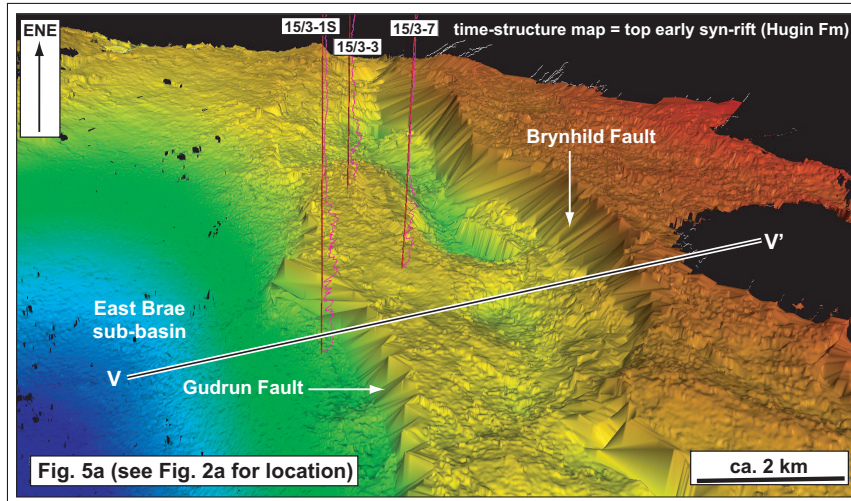 ENE
15/3-1S
15/3-3
15/3-7
time-structure map = top early syn-rift (Hugin Fm)
Brynhild Fault
V'
East Brae
sub-basin
V
Gudrun Fault
Fig. 5a (see Fig. 2a for location)
ca. 2 km